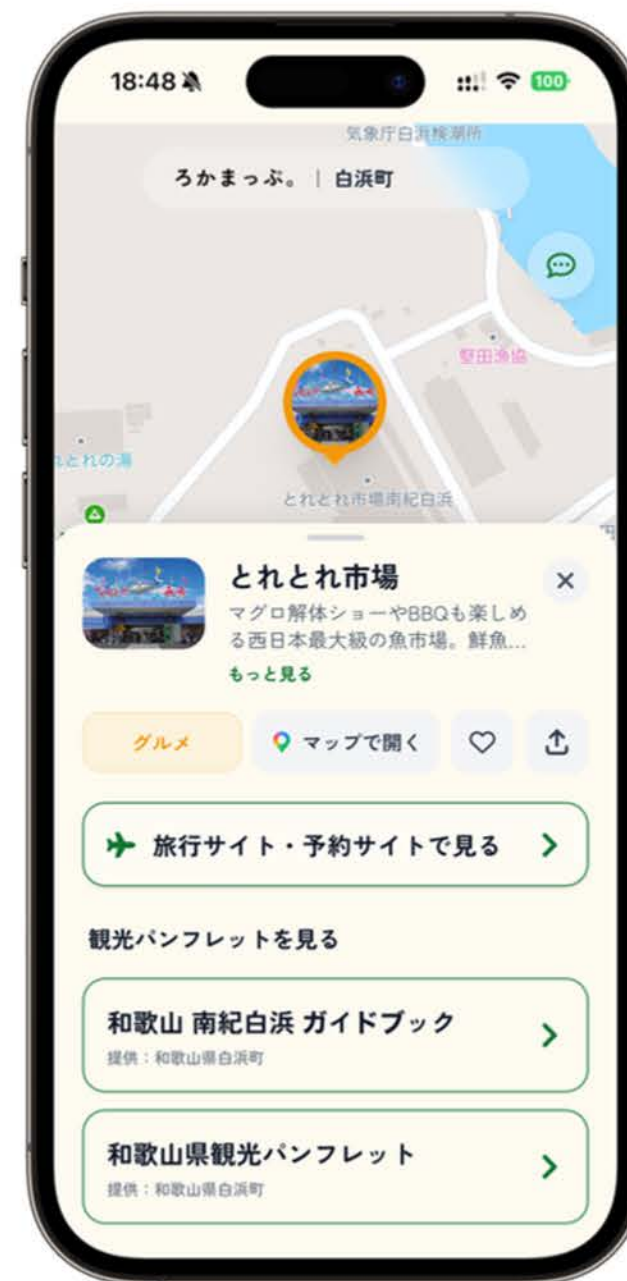 18:48
100
気象庁白浜検潮所
ろかまっぷ。｜白浜町
堅田漁協
とれとれの湯
とれとれ市場南紀白浜
田
とれとれ市場
マグロ解体ショーやBBQも楽しめ
る西日本最大級の魚市場。鮮魚...
もっと見る
グルメ
マップで開く
旅行サイト・予約サイトで見る
観光パンフレットを見る
和歌山 南紀白浜 ガイドブック
提供：和歌山県白浜町
和歌山県観光パンフレット
提供：和歌山県白浜町